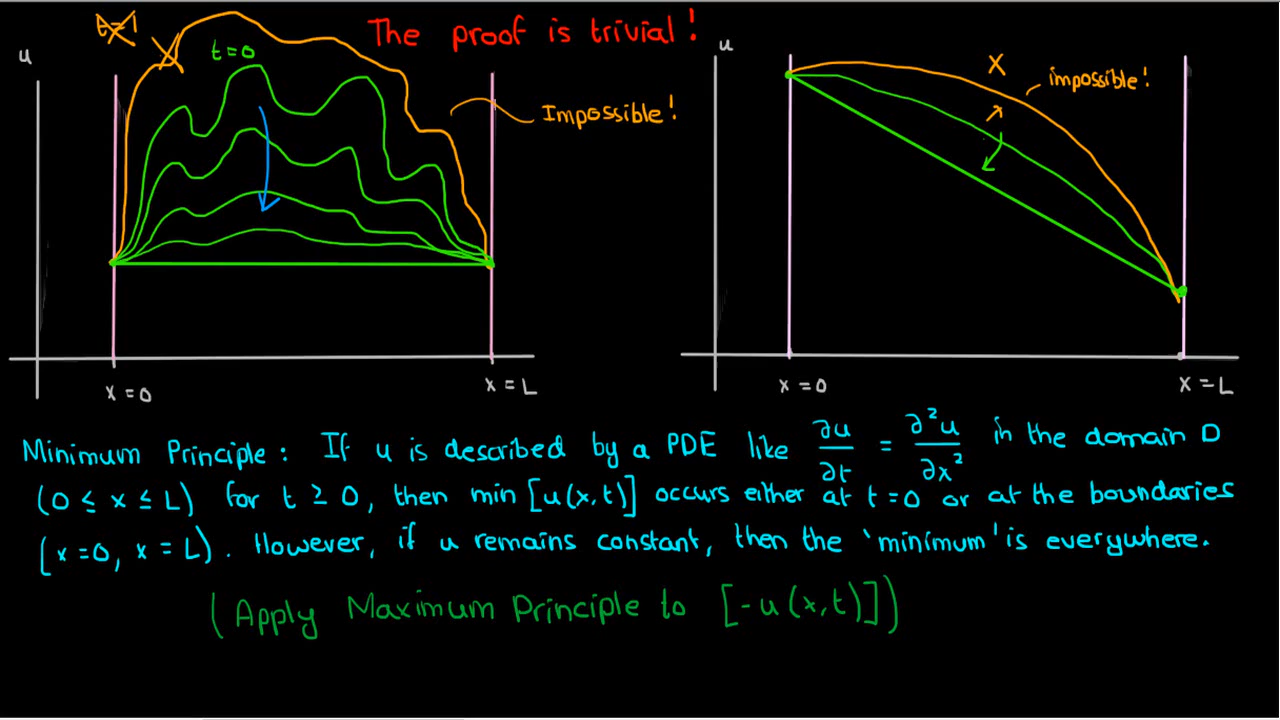 t=1
The proof is trivial!
u
t=0
u
X
impossible!
Impossible!
x=0
x=L
x=0
x=L
Minimum Principle: If u is described by a PDE like ∂u/∂t = ∂²u/∂x² in the domain D
(0 ≤ x ≤ L) for t ≥ 0, then min [u(x,t)] occurs either at t=0 or at the boundaries
(x=0, x=L). However, if u remains constant, then the 'minimum' is everywhere.
(Apply Maximum Principle to [-u(x,t)])